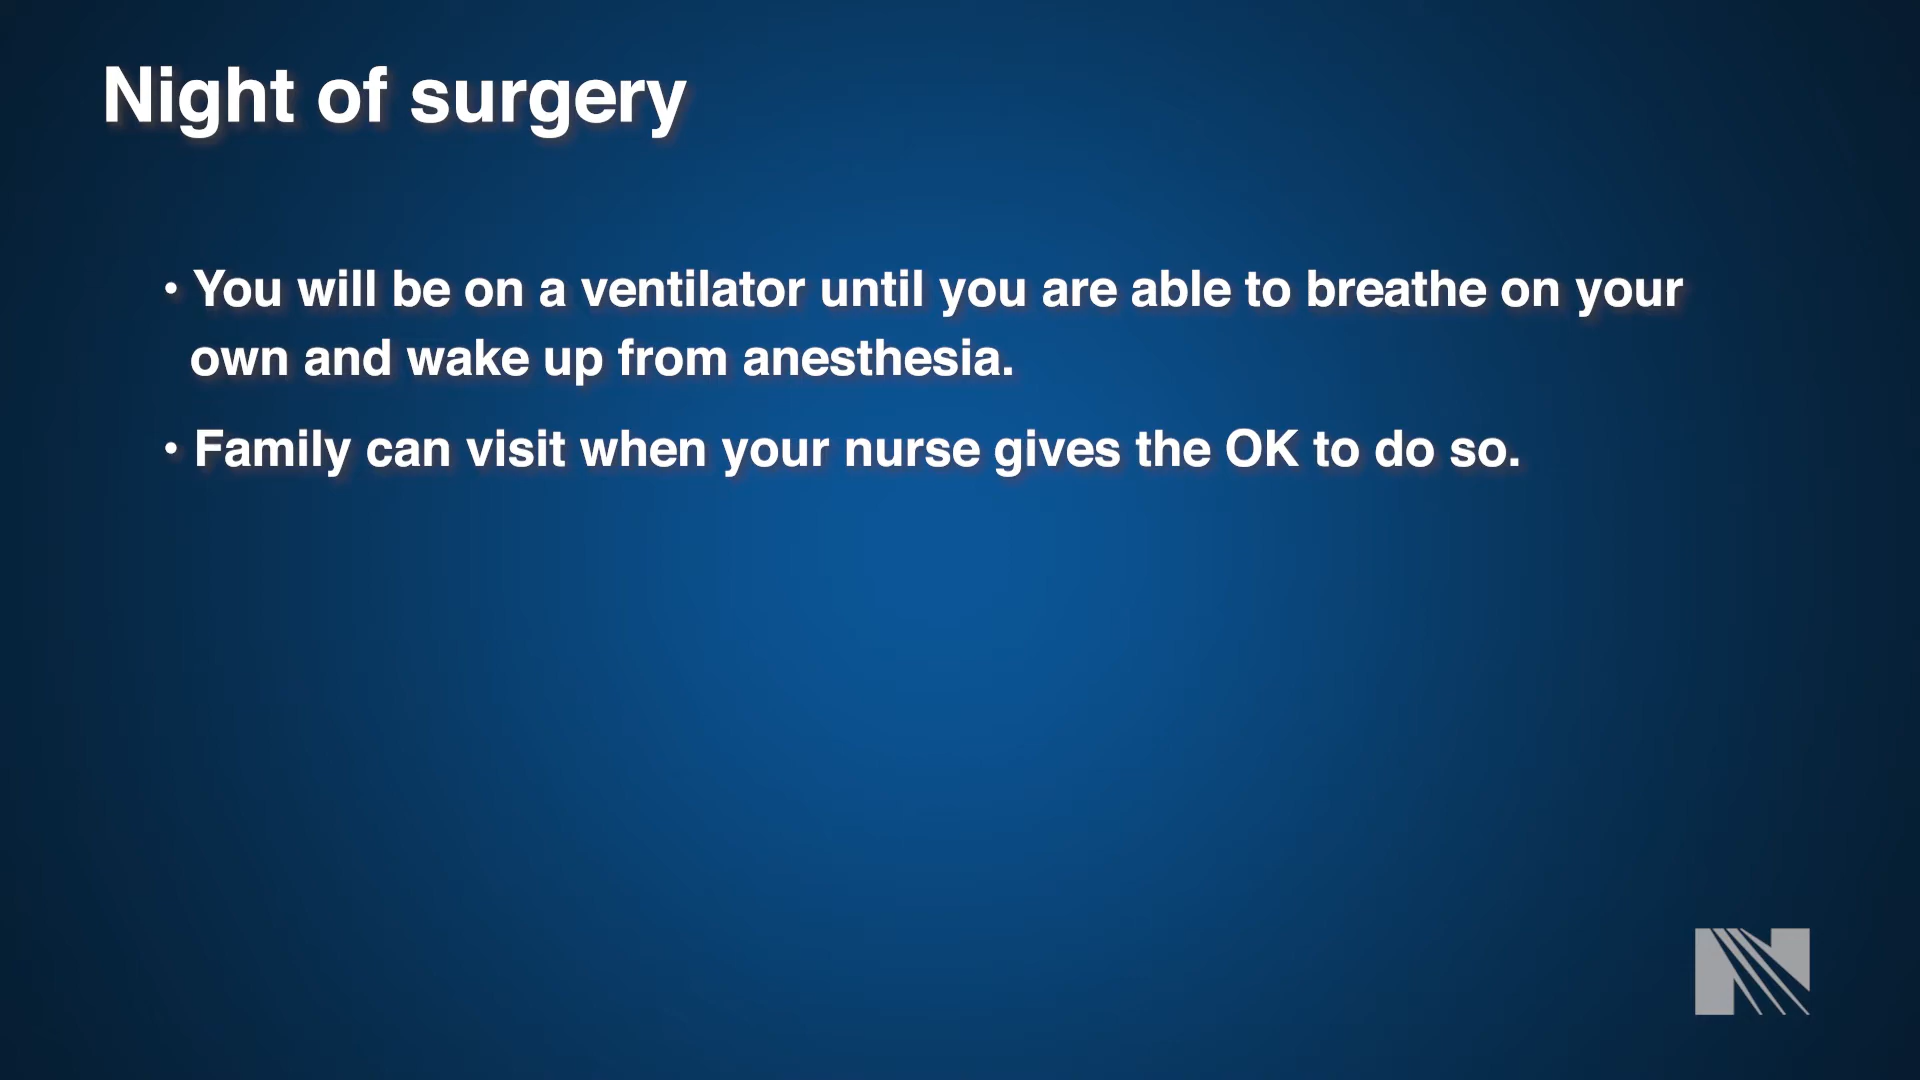 Night of surgery
• You will be on a ventilator until you are able to breathe on your
own and wake up from anesthesia.
• Family can visit when your nurse gives the OK to do so.
N